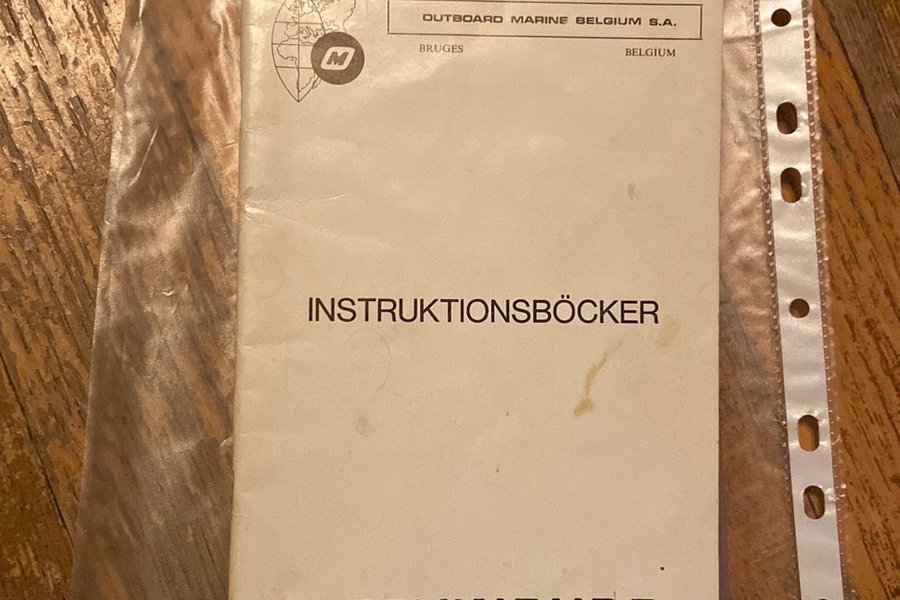 OUTBOARD MARINE BELGIUM S.A.
BRUGES BELGIUM
M
INSTRUKTIONSBÖCKER